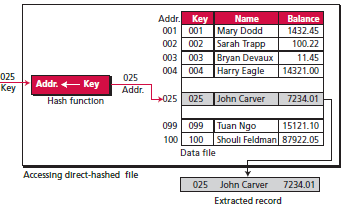 Addr. Key Name Balance
001 001 Mary Dodd 1432.45
002 002 Sarah Trapp 100.22
003 003 Bryan Devaux 11.45
004 004 Harry Eagle 14321.00
025
Key
Addr. ← Key
Hash function
025
Addr.
025 025 John Carver 7234.01
099 099 Tuan Ngo 15121.10
100 100 Shouli Feldman 87922.05
Data file
Accessing direct-hashed file
025 John Carver 7234.01
Extracted record